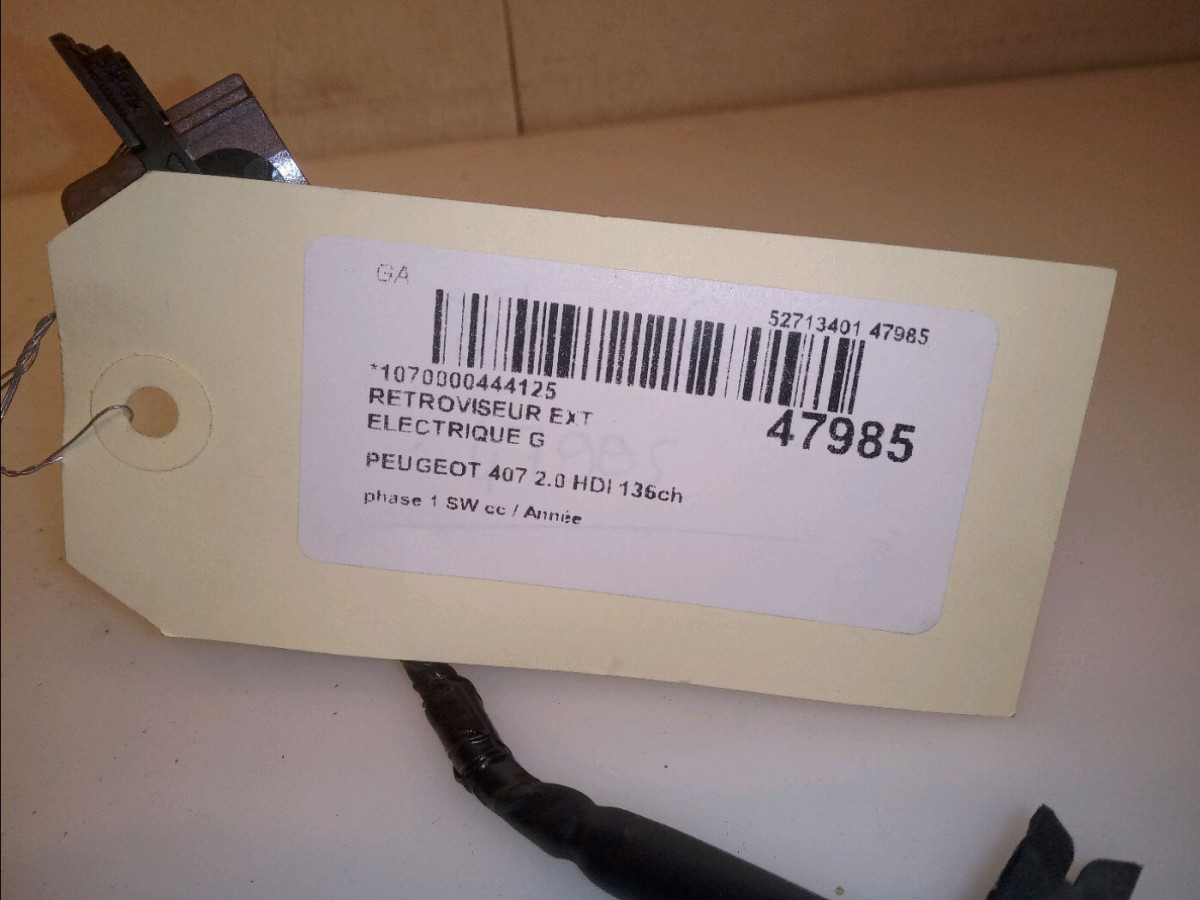 GA
52713401 47985
*1070000444125
RETROVISEUR EXT
ELECTRIQUE G
47985
PEUGEOT 407 2.0 HDI 136ch
phase 1 SW cc / Année